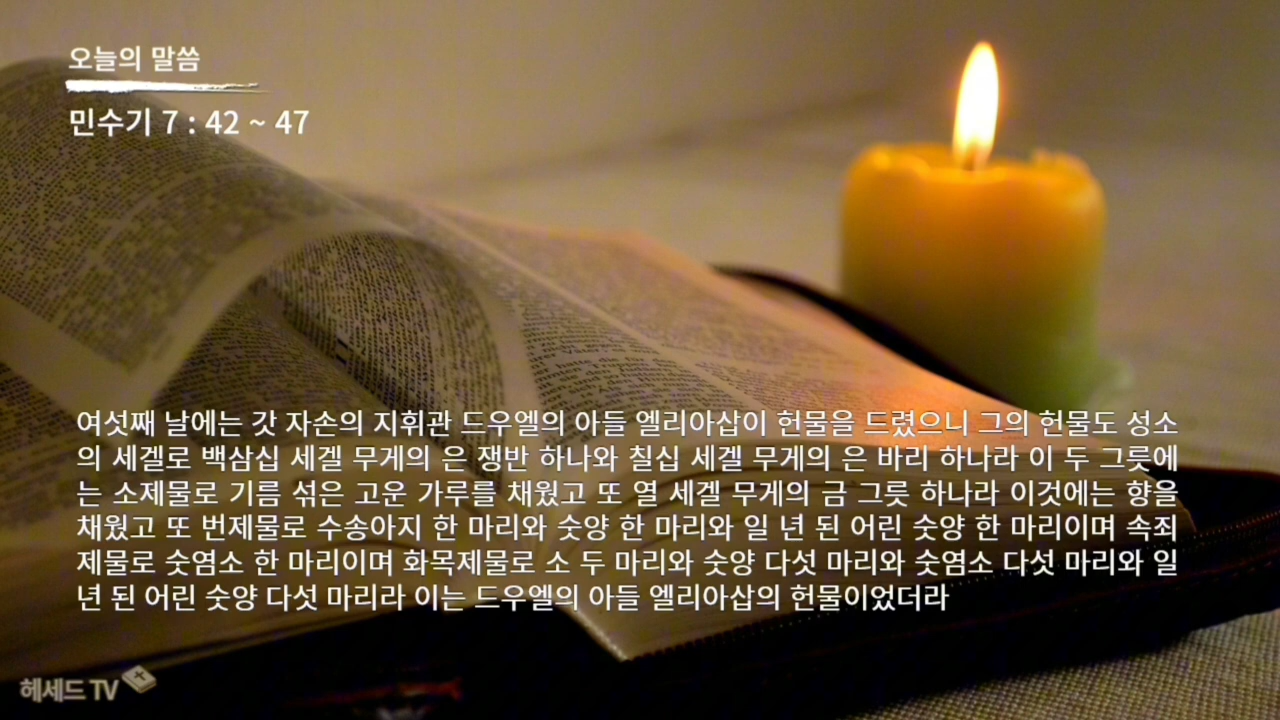 오늘의 말씀
민수기 7 : 42 ~ 47
여섯째 날에는 갓 자손의 지휘관 드우엘의 아들 엘리아삽이 헌물을 드렸으니 그의 헌물도 성소
의 세겔로 백삼십 세겔 무게의 은 쟁반 하나와 칠십 세겔 무게의 은 바리 하나라 이 두 그릇에
는 소제물로 기름 섞은 고운 가루를 채웠고 또 열 세겔 무게의 금 그릇 하나라 이것에는 향을
채웠고 또 번제물로 수송아지 한 마리와 숫양 한 마리와 일 년 된 어린 숫양 한 마리이며 속죄
제물로 숫염소 한 마리이며 화목제물로 소 두 마리와 숫양 다섯 마리와 숫염소 다섯 마리와 일
년 된 어린 숫양 다섯 마리라 이는 드우엘의 아들 엘리아삽의 헌물이었더라
헤세드 TV